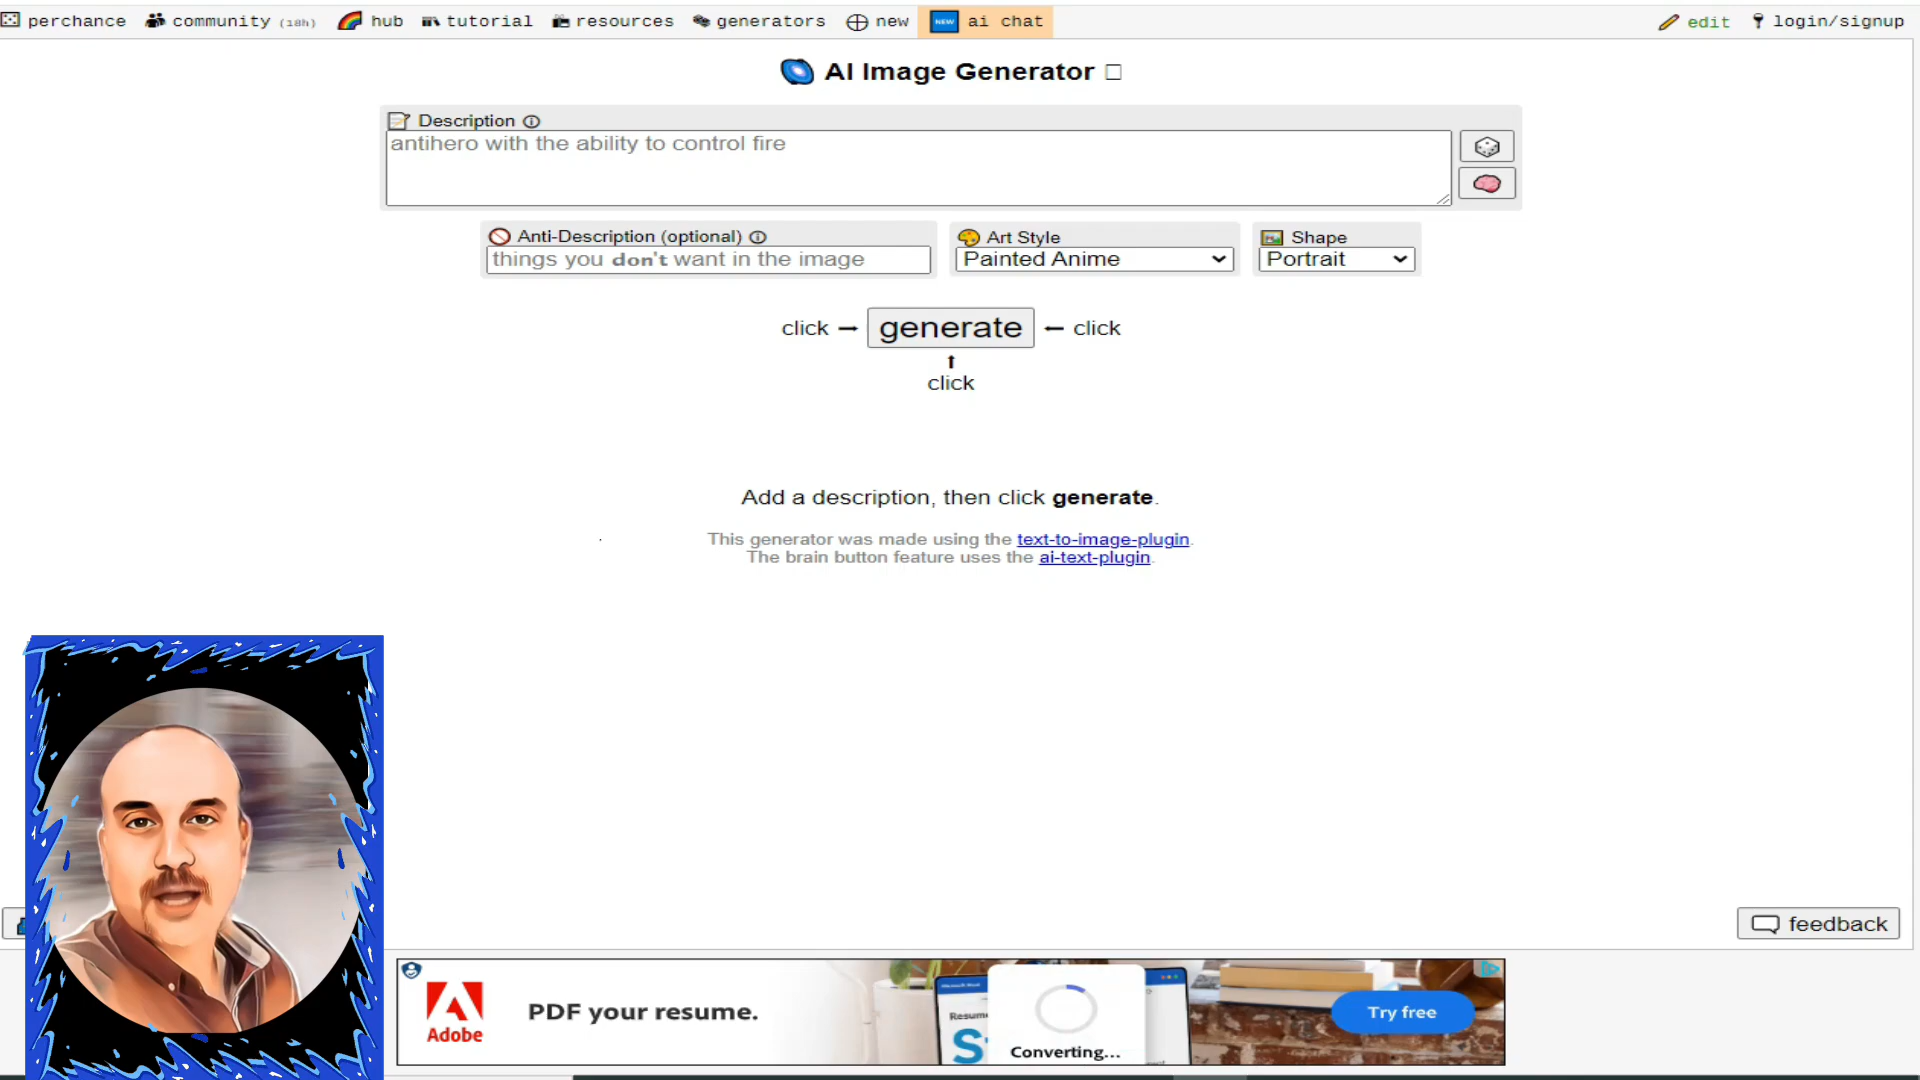 perchance community (18h) hub tutorial resources generators new NEW ai chat edit login/signup
AI Image Generator
Description
antihero with the ability to control fire
Anti-Description (optional) Art Style Shape
things you don't want in the image Painted Anime Portrait
click → generate ← click
click
Add a description, then click generate.
This generator was made using the text-to-image-plugin.
The brain button feature uses the ai-text-plugin.
feedback
Adobe
PDF your resume.
Converting...
Try free